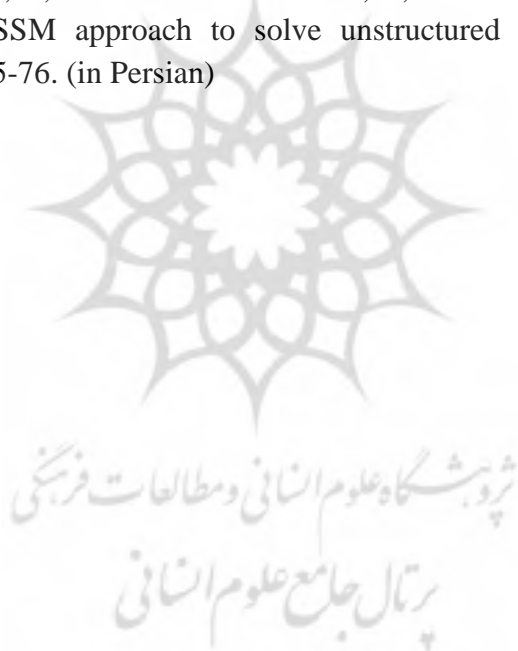 SSM approach to solve unstructured
5-76. (in Persian)
پژوهشگاه علوم انسانی و مطالعات فرهنگی
پرتال جامع علوم انسانی